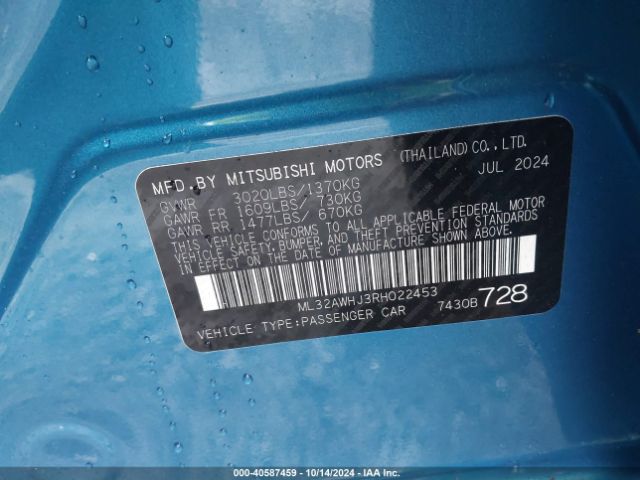 MFD. BY MITSUBISHI MOTORS (THAILAND) CO., LTD.
JUL 2024
GVWR 3020LBS/1370KG
GAWR FR 1609LBS/ 730KG
GAWR RR 1477LBS/ 670KG
THIS VEHICLE CONFORMS TO ALL APPLICABLE FEDERAL MOTOR
VEHICLE SAFETY, BUMPER, AND THEFT PREVENTION STANDARDS
IN EFFECT ON THE DATE OF MANUFACTURE SHOWN ABOVE.
ML32AWHJ3RH022453
VEHICLE TYPE:PASSENGER CAR 7430B 728
© - 40587459 - 10/14/2024 - IAA Holdings, LLC